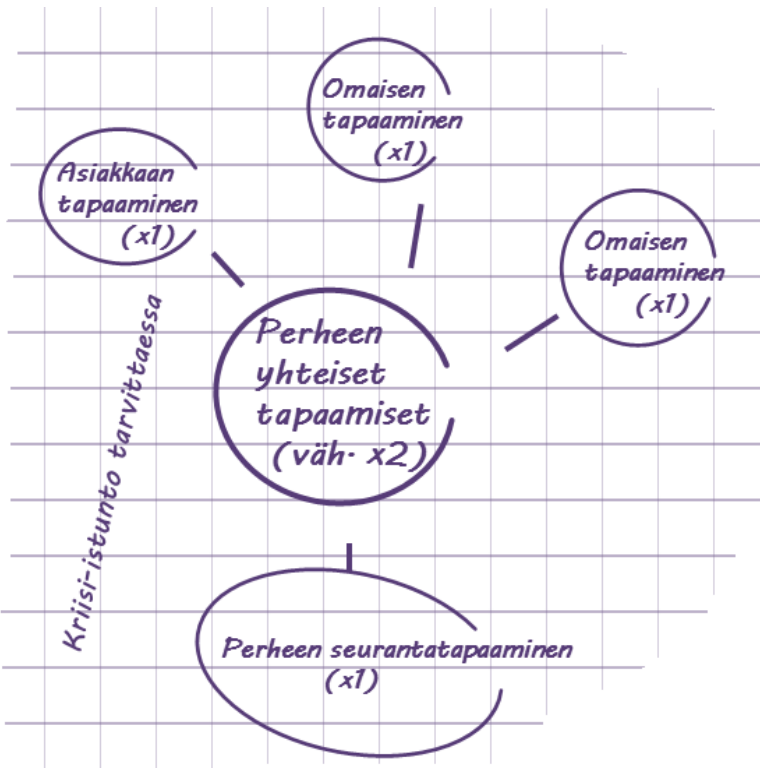 Omaisen
tapaaminen
(x1)
Asiakkaan
tapaaminen
(x1)
Omaisen
tapaaminen
(x1)
Perheen
yhteiset
tapaamiset
(väh. x2)
Kriisi-istunto tarvittaessa
Perheen seurantatapaaminen
(x1)